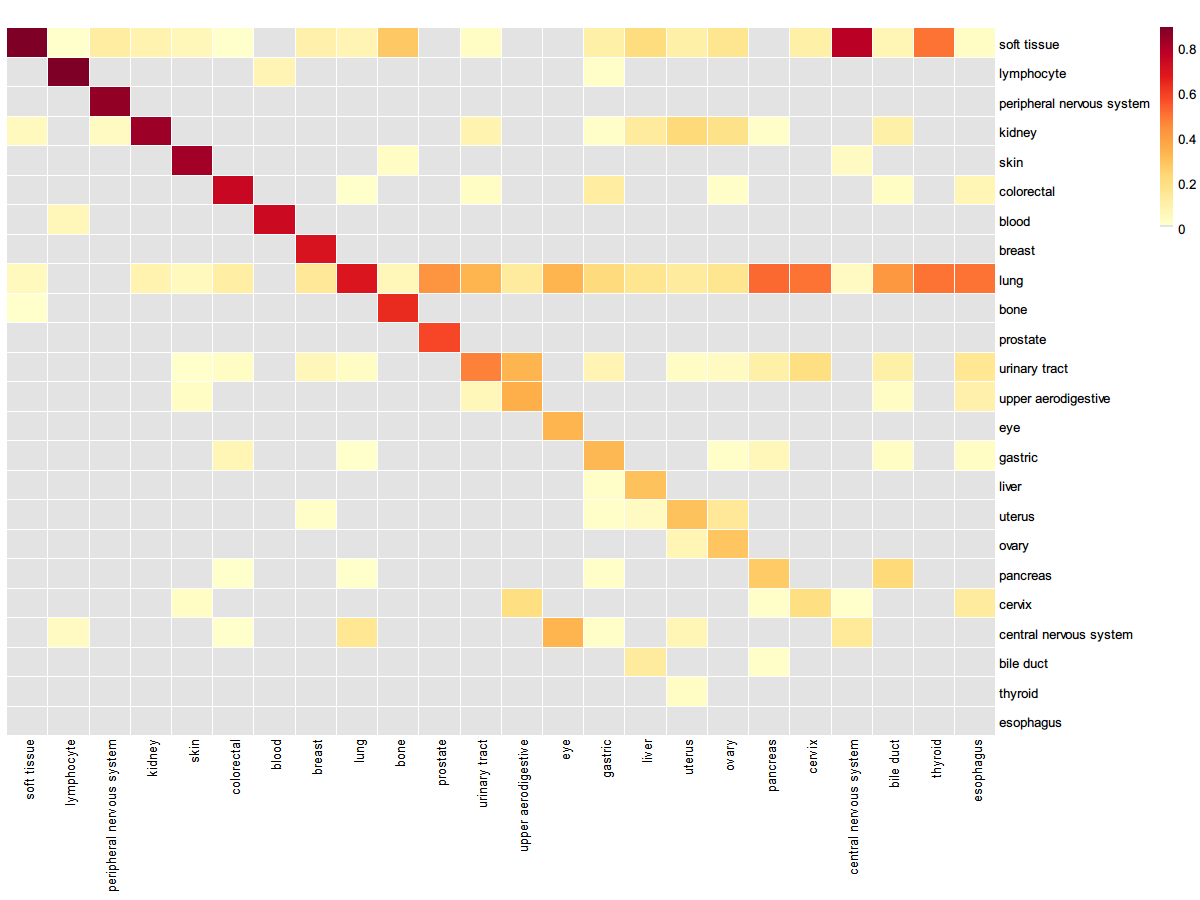 soft tissue
0.8
lymphocyte
peripheral nervous system
0.6
kidney
0.4
skin
colorectal
0.2
blood
0
breast
lung
bone
prostate
urinary tract
upper aerodigestive
eye
gastric
liver
uterus
ovary
pancreas
cervix
central nervous system
bile duct
thyroid
esophagus
soft tissue
lymphocyte
peripheral nervous system
kidney
skin
colorectal
blood
breast
lung
bone
prostate
urinary tract
upper aerodigestive
eye
gastric
liver
uterus
ovary
pancreas
cervix
central nervous system
bile duct
thyroid
esophagus